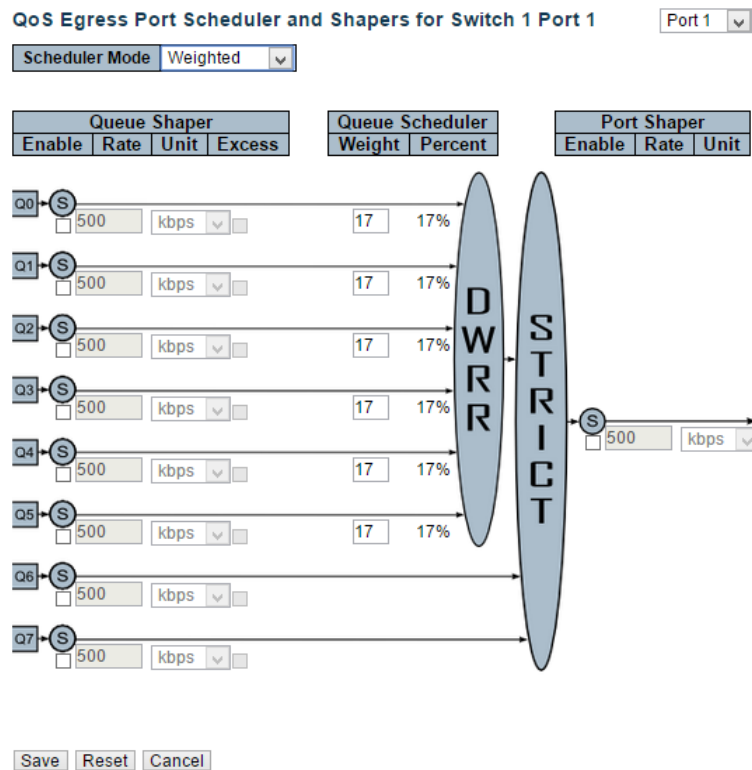 QoS Egress Port Scheduler and Shapers for Switch 1 Port 1
Port 1
Scheduler Mode Weighted
Queue Shaper
Enable Rate Unit Excess
Queue Scheduler
Weight Percent
Port Shaper
Enable Rate Unit
Q0 S
500 kbps 17 17%
Q1 S
500 kbps 17 17%
Q2 S
500 kbps 17 17%
Q3 S
500 kbps 17 17%
Q4 S
500 kbps 17 17%
Q5 S
500 kbps 17 17%
Q6 S
500 kbps
Q7 S
500 kbps
DWRR
STRICT
S
500 kbps
Save Reset Cancel